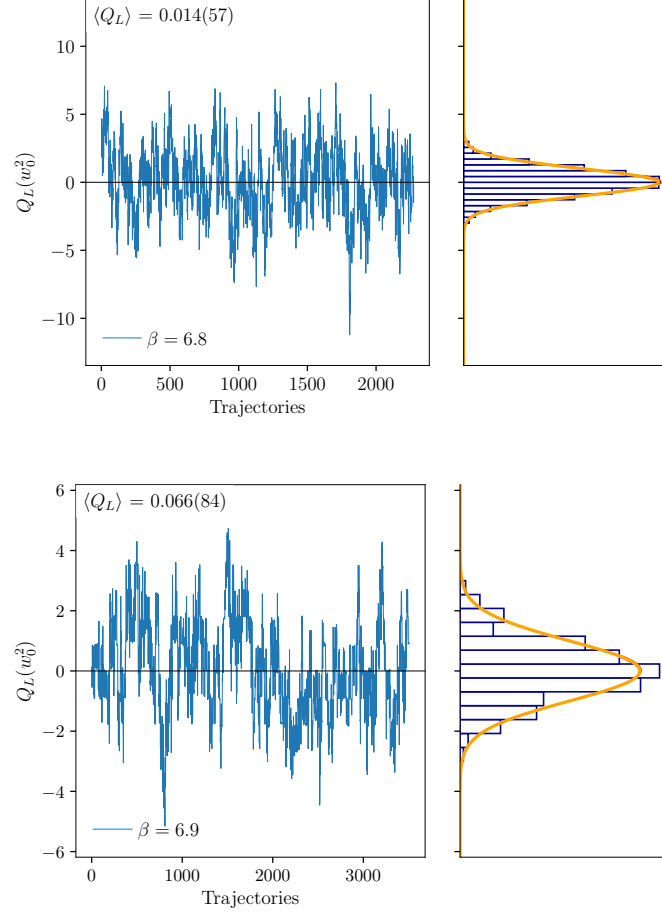 ⟨Q_L⟩ = 0.014(57)
10
5
0
−5
−10
Q_L(w_0^2)
β = 6.8
0 500 1000 1500 2000
Trajectories
⟨Q_L⟩ = 0.066(84)
6
4
2
0
−2
−4
−6
Q_L(w_0^2)
β = 6.9
0 1000 2000 3000
Trajectories